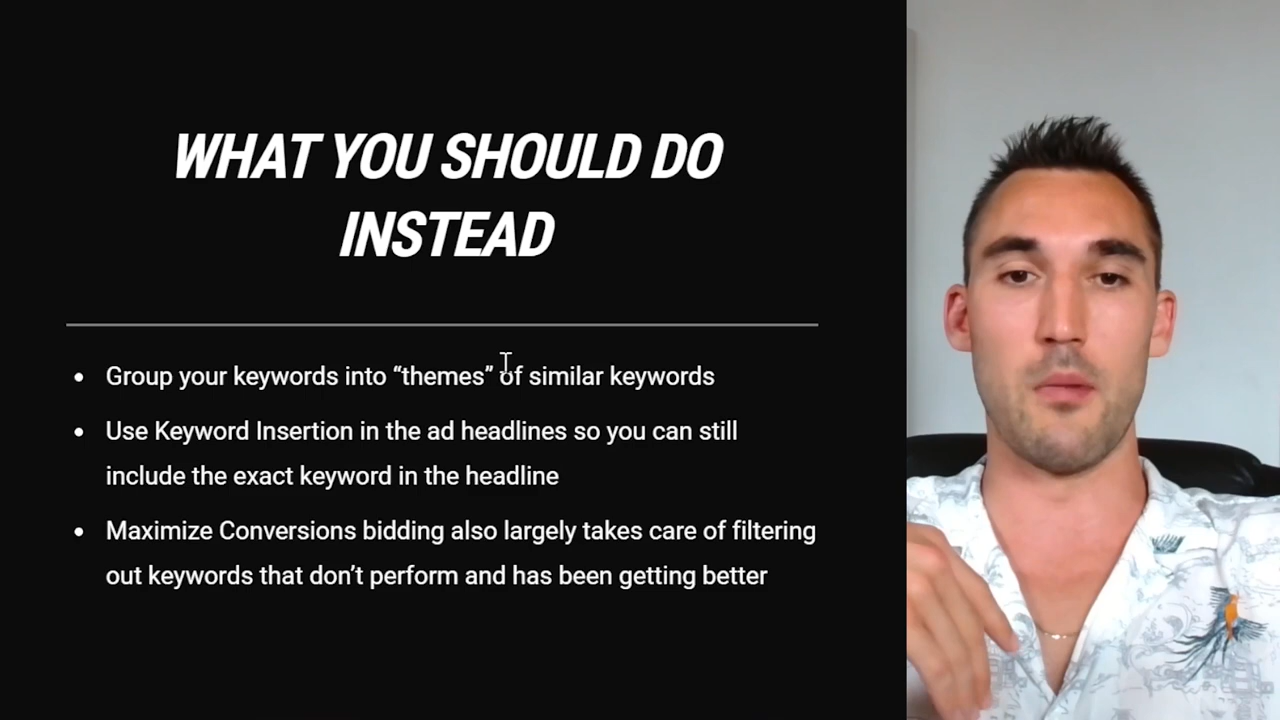 WHAT YOU SHOULD DO
INSTEAD
• Group your keywords into “themes” of similar keywords
• Use Keyword Insertion in the ad headlines so you can still
include the exact keyword in the headline
• Maximize Conversions bidding also largely takes care of filtering
out keywords that don’t perform and has been getting better